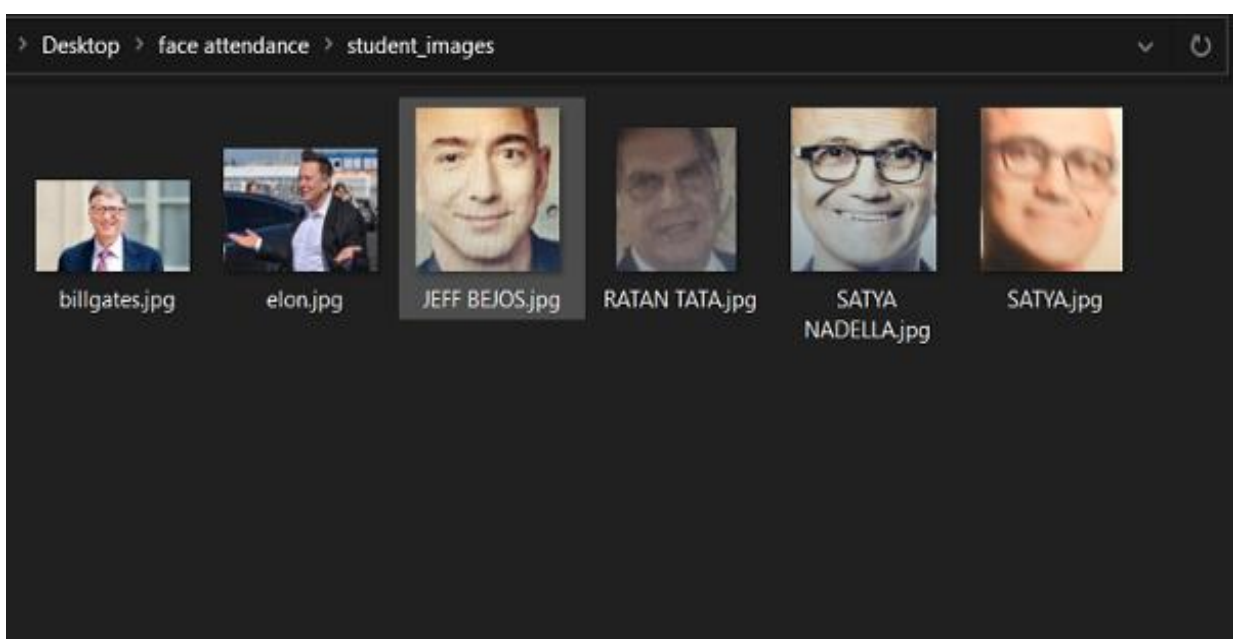 > Desktop > face attendance > student_images
billgates.jpg
elon.jpg
JEFF BEJOS.jpg
RATAN TATA.jpg
SATYA
NADELLA.jpg
SATYA.jpg